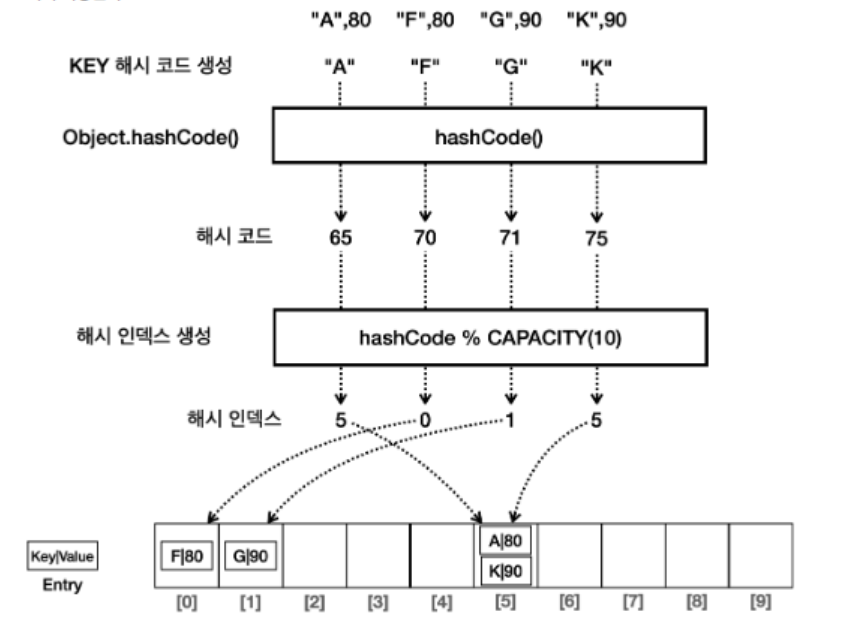 "A",80 "F",80 "G",90 "K",90
KEY 해시 코드 생성 "A" "F" "G" "K"
Object.hashCode() hashCode()
해시 코드 65 70 71 75
해시 인덱스 생성 hashCode % CAPACITY(10)
해시 인덱스 5 0 1 5
A|80
Key|Value F|80 G|90
K|90
Entry
[0] [1] [2] [3] [4] [5] [6] [7] [8] [9]